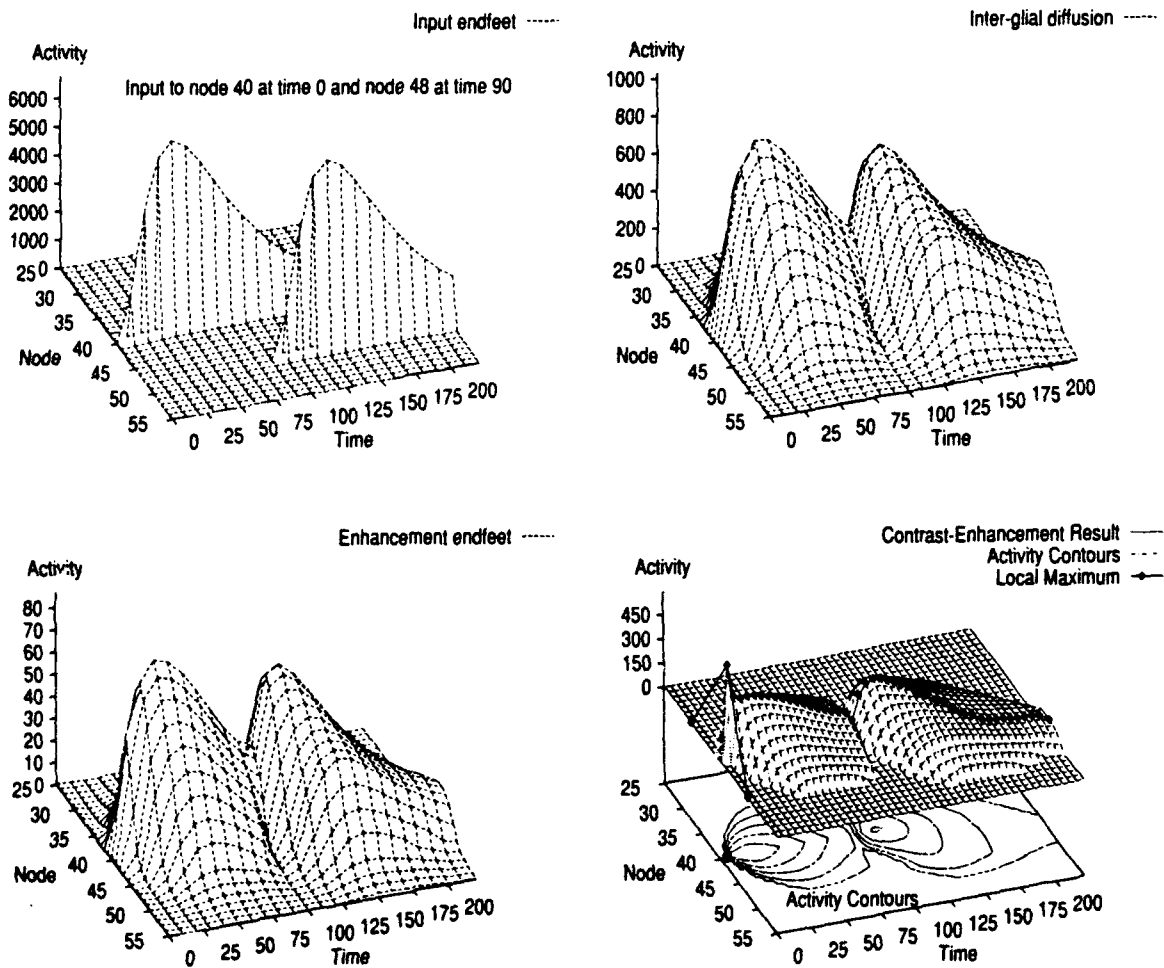 Input endfeet
Activity
Input to node 40 at time 0 and node 48 at time 90
6000
5000
4000
3000
2000
1000
0
25
30
35
40
45
50
55
Node
0 25 50 75 100 125 150 175 200
Time
Inter-glial diffusion
Activity
1000
800
600
400
200
0
25
30
35
40
45
50
55
Node
0 25 50 75 100 125 150 175 200
Time
Enhancement endfeet
Activity
80
70
60
50
40
30
20
10
0
25
30
35
40
45
50
55
Node
0 25 50 75 100 125 150 175 200
Time
Contrast-Enhancement Result
Activity Contours
Local Maximum
Activity
450
300
150
0
25
30
35
40
45
50
55
Node
Activity Contours
0 25 50 75 100 125 150 175 200
Time